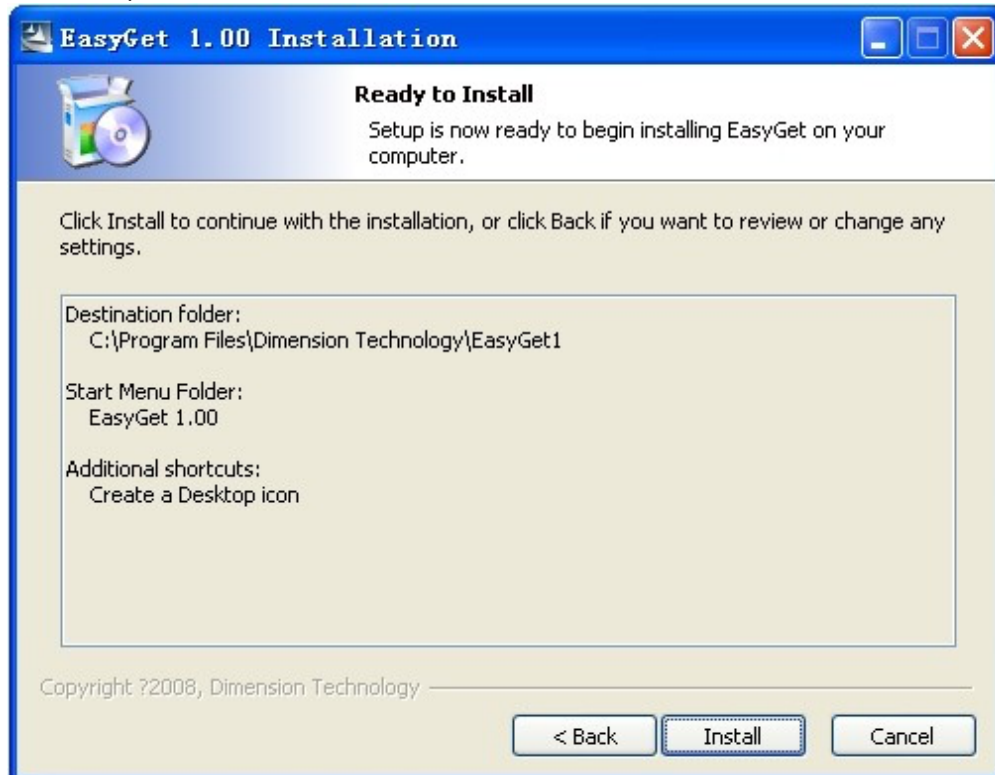 EasyGet 1.00 Installation
Ready to Install
Setup is now ready to begin installing EasyGet on your
computer.
Click Install to continue with the installation, or click Back if you want to review or change any
settings.
Destination folder:
C:\Program Files\Dimension Technology\EasyGet1
Start Menu Folder:
EasyGet 1.00
Additional shortcuts:
Create a Desktop icon
Copyright ?2008, Dimension Technology
< Back
Install
Cancel